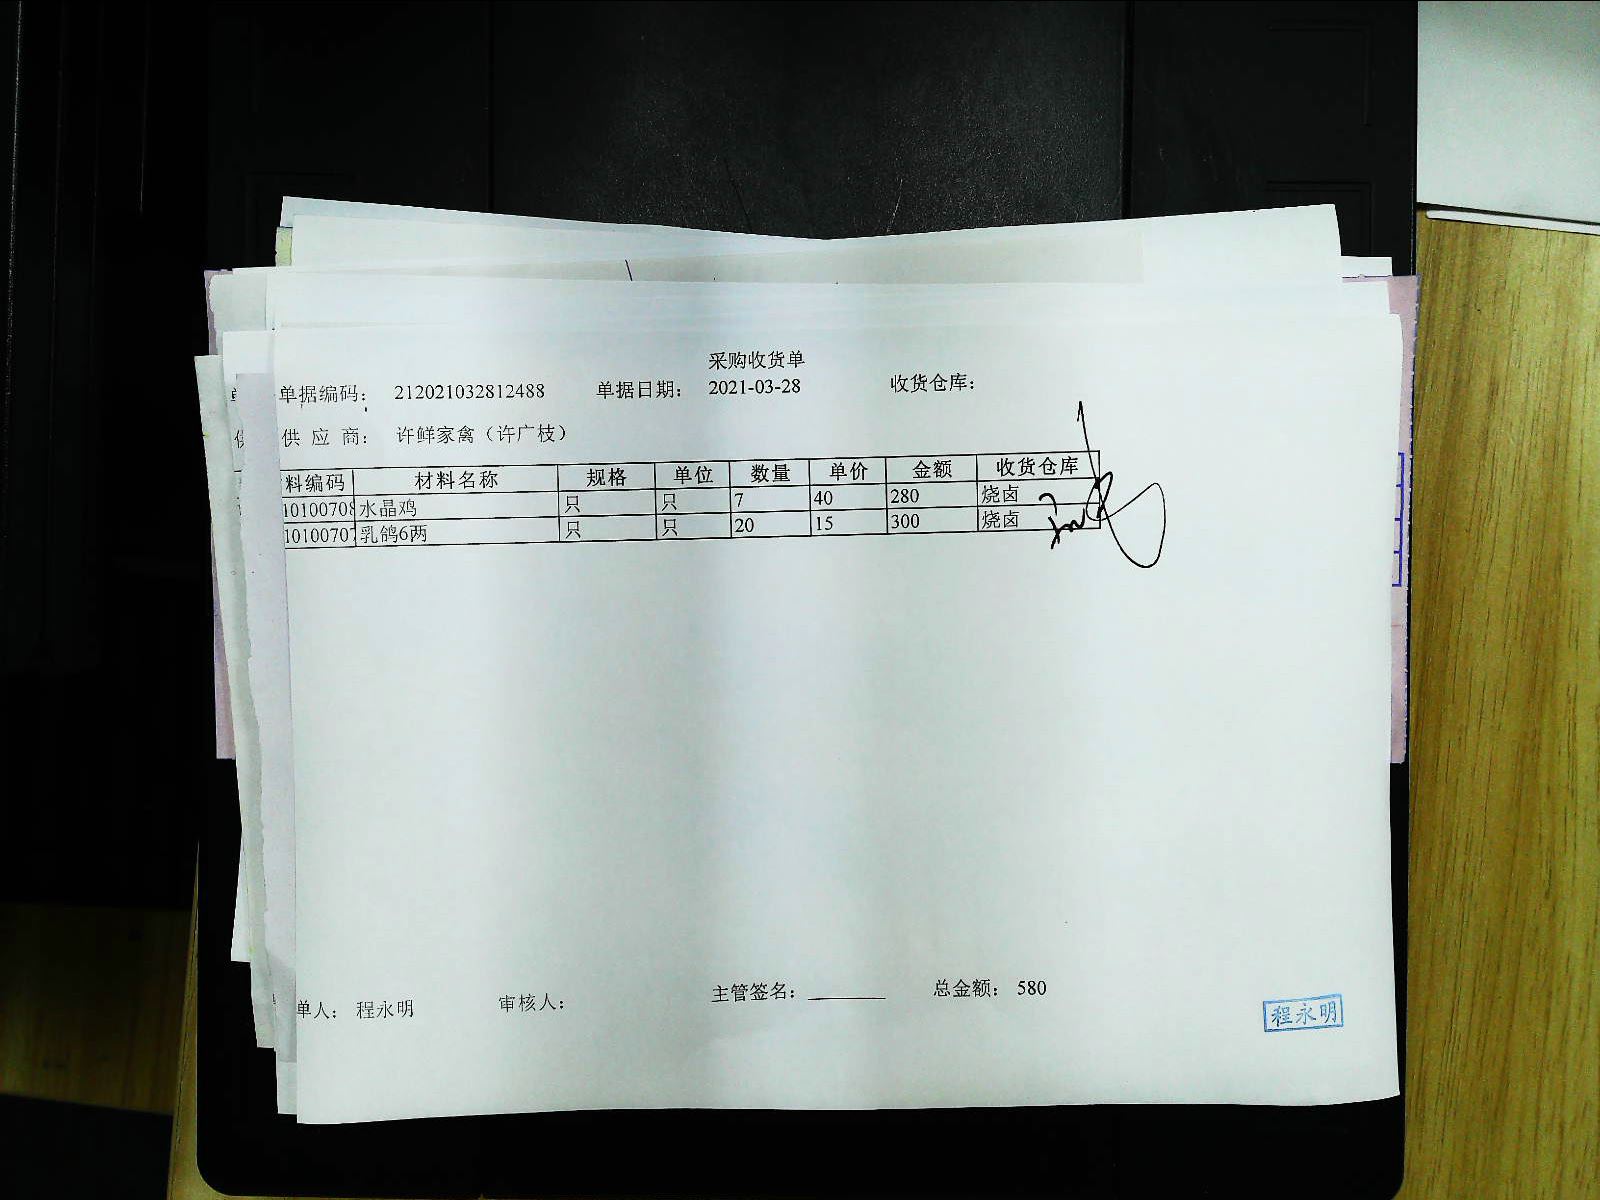 采购收货单
单据编码： 212021032812488 单据日期： 2021-03-28 收货仓库：
供 应 商： 许鲜家禽（许广枝）
料编码 材料名称 规格 单位 数量 单价 金额 收货仓库
10100708 水晶鸡 只 只 7 40 280 烧卤
10100707 乳鸽6两 只 只 20 15 300 烧卤
单人： 程永明 审核人： 主管签名： 总金额： 580
程永明